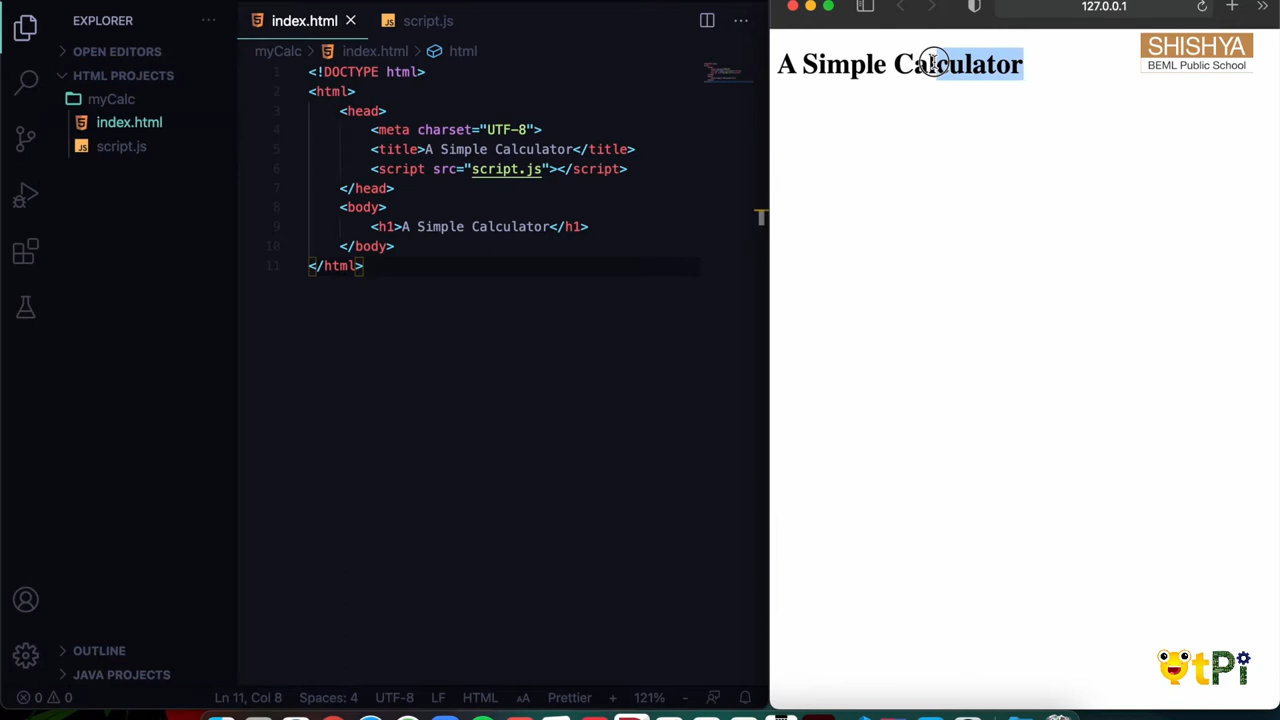 EXPLORER
OPEN EDITORS
HTML PROJECTS
myCalc
index.html
script.js
OUTLINE
JAVA PROJECTS
index.html
script.js
myCalc > index.html > html
1 <!DOCTYPE html>
2 <html>
3 <head>
4 <meta charset="UTF-8">
5 <title>A Simple Calculator</title>
6 <script src="script.js"></script>
7 </head>
8 <body>
9 <h1>A Simple Calculator</h1>
10 </body>
11 </html>
0 0 Ln 11, Col 8 Spaces: 4 UTF-8 LF HTML Prettier + 121% -
127.0.0.1
A Simple Calculator
SHISHYA
BEML Public School
tPi